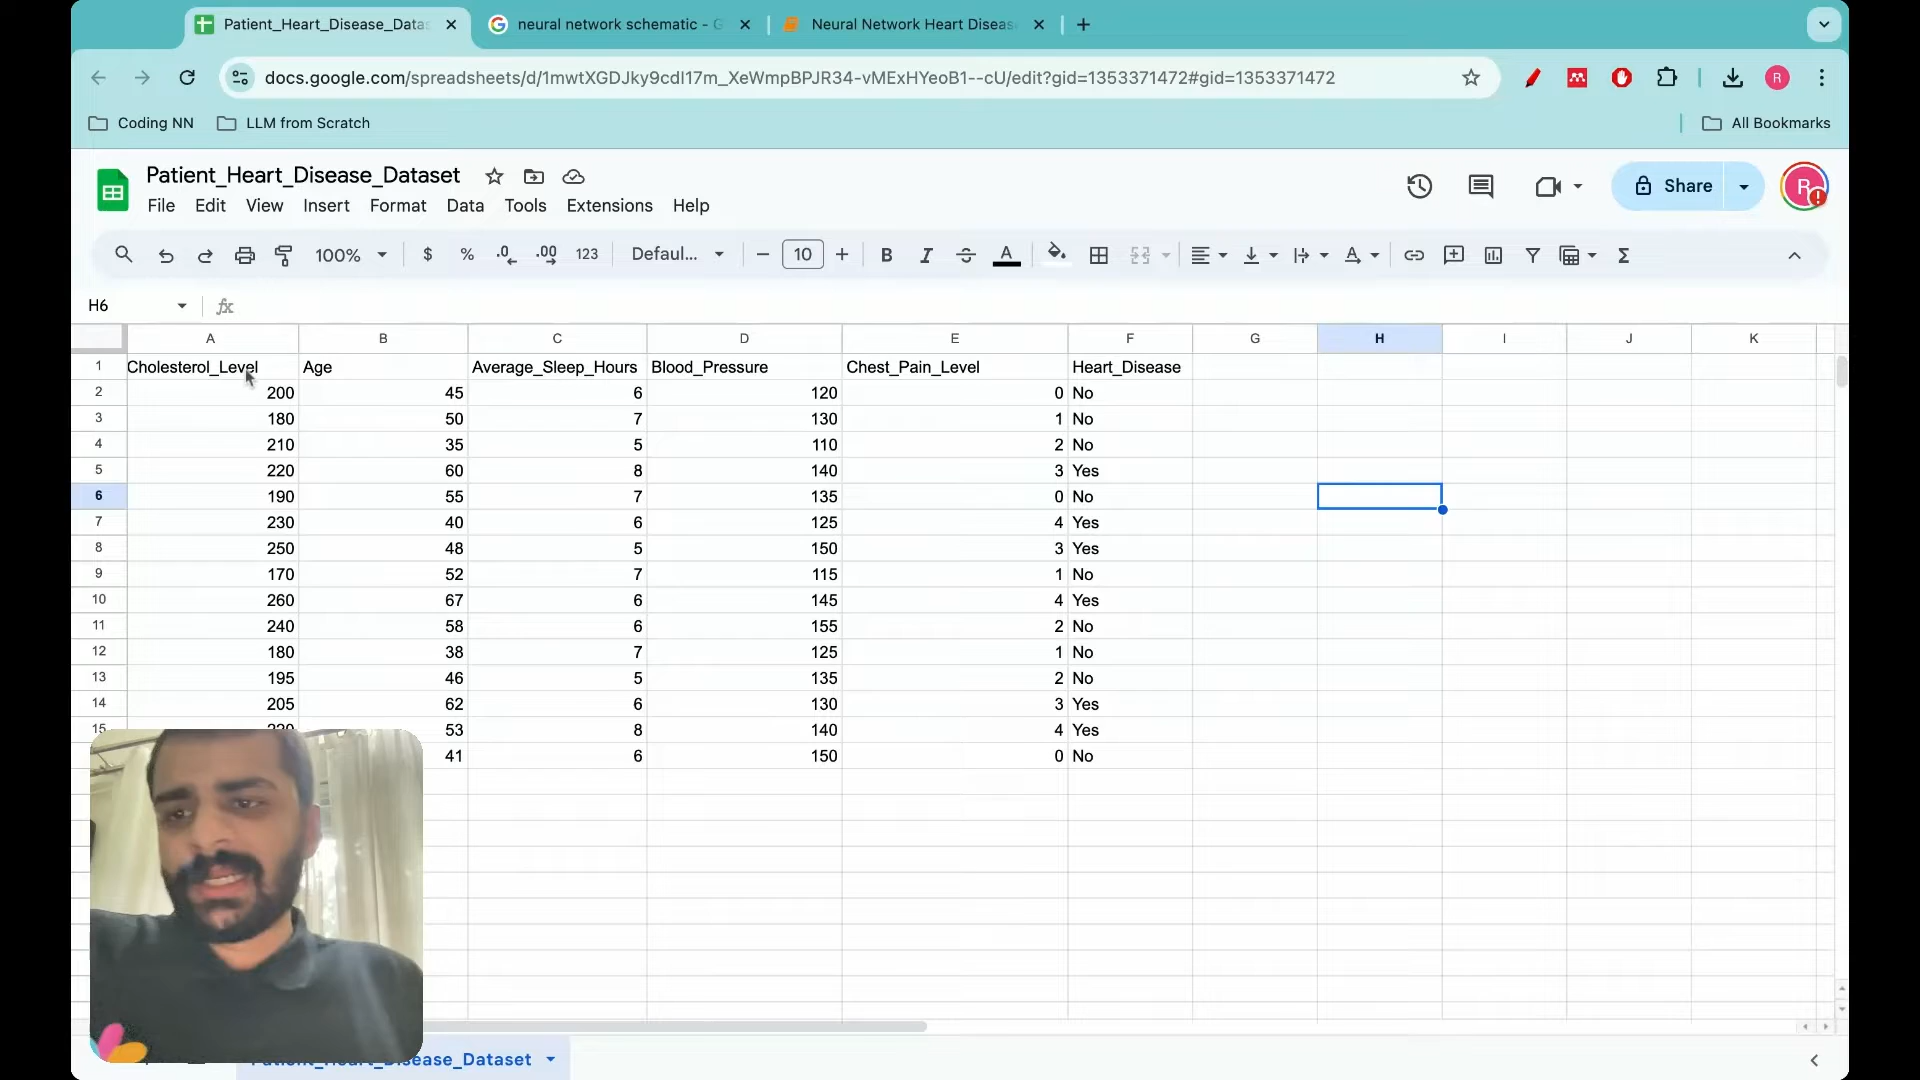 Patient_Heart_Disease_Data
neural network schematic - G
Neural Network Heart Diseas
docs.google.com/spreadsheets/d/1mwtXGDJky9cdI17m_XeWmpBPJR34-vMExHYeoB1--cU/edit?gid=1353371472#gid=1353371472
R
Coding NN
LLM from Scratch
All Bookmarks
Patient_Heart_Disease_Dataset
File Edit View Insert Format Data Tools Extensions Help
Share
R
100% $ % .0 .00 123 Defaul... − 10 + B I A Σ
H6
fx
A B C D E F G H I J K
1 Cholesterol_Level Age Average_Sleep_Hours Blood_Pressure Chest_Pain_Level Heart_Disease
2 200 45 6 120 0 No
3 180 50 7 130 1 No
4 210 35 5 110 2 No
5 220 60 8 140 3 Yes
6 190 55 7 135 0 No
7 230 40 6 125 4 Yes
8 250 48 5 150 3 Yes
9 170 52 7 115 1 No
10 260 67 6 145 4 Yes
11 240 58 6 155 2 No
12 180 38 7 125 1 No
13 195 46 5 135 2 No
14 205 62 6 130 3 Yes
15 53 8 140 4 Yes
41 6 150 0 No
Patient_Heart_Disease_Dataset